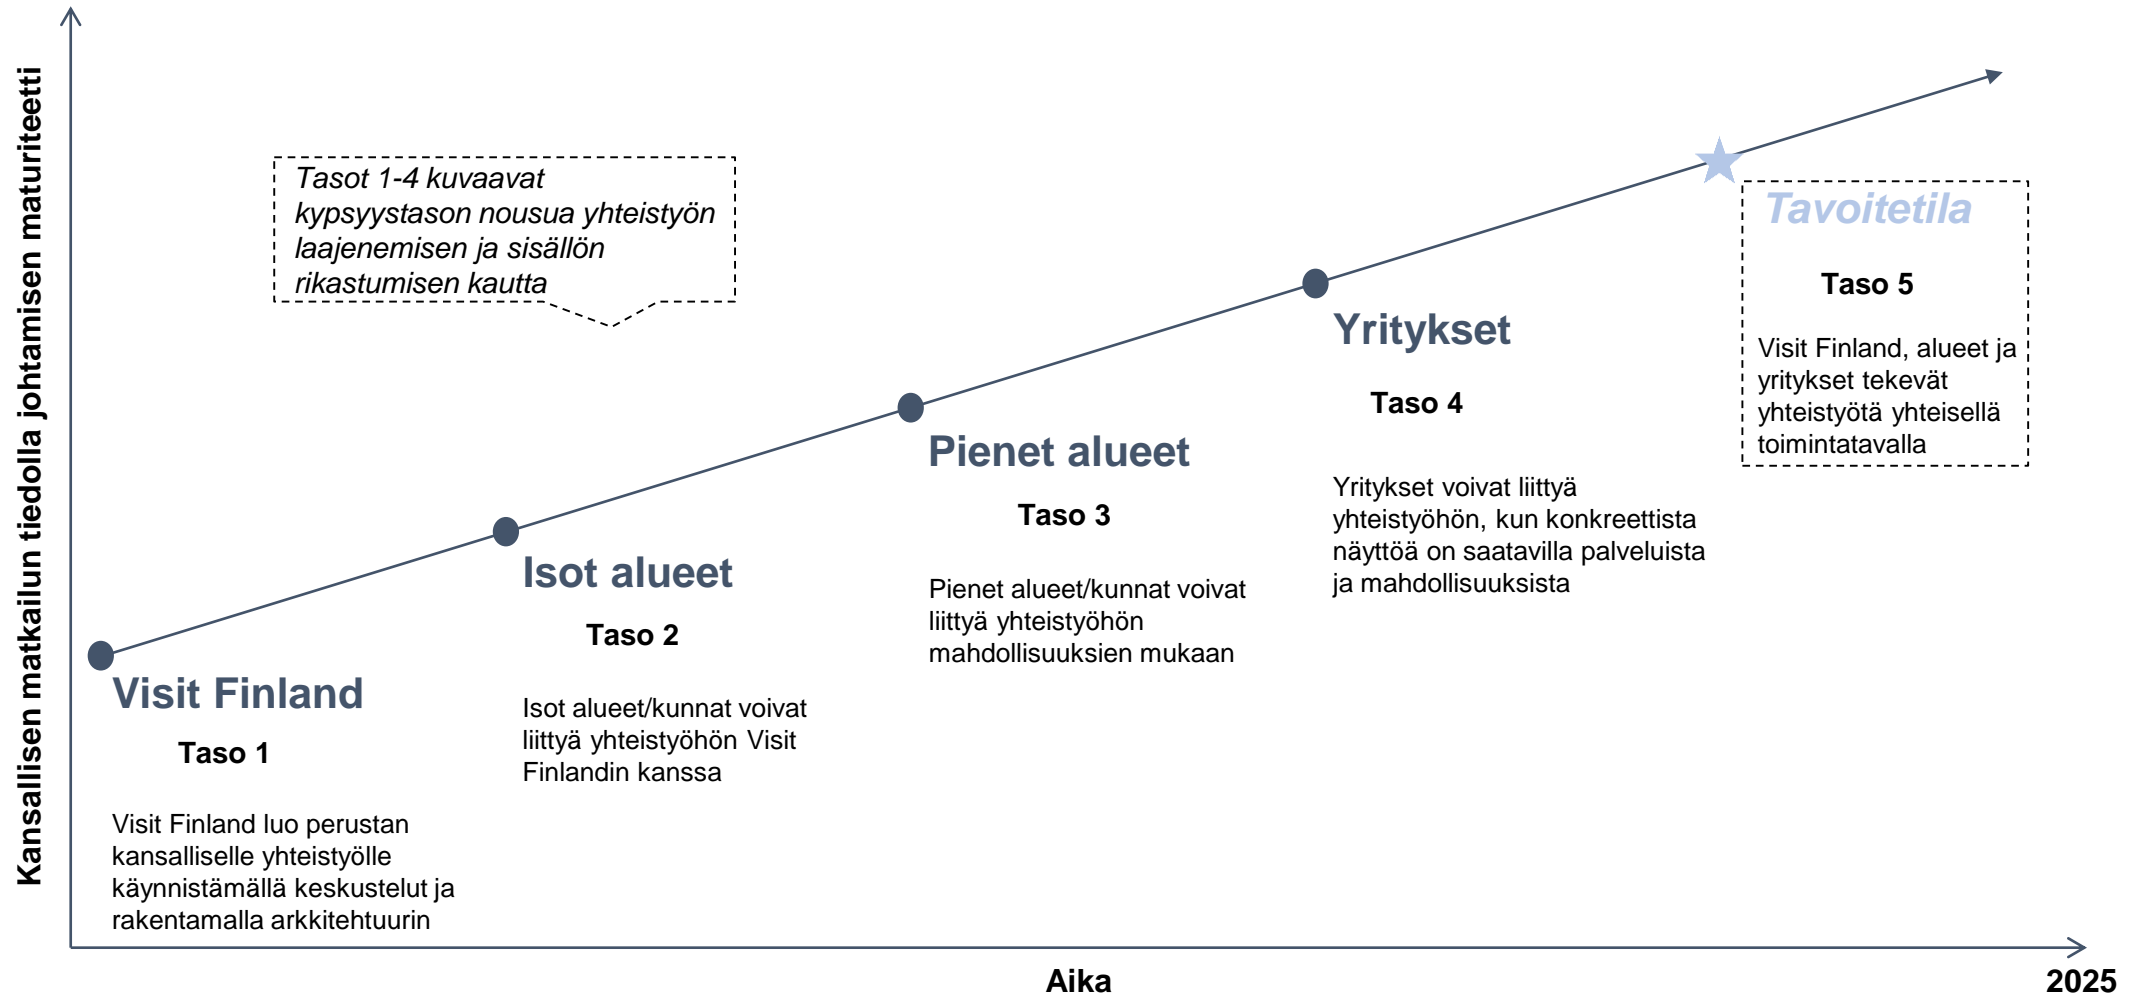 Kansallisen matkailun tiedolla johtamisen maturiteetti
Tasot 1-4 kuvaavat
kypsyystason nousua yhteistyön
laajenemisen ja sisällön
rikastumisen kautta
Visit Finland
Taso 1
Visit Finland luo perustan
kansalliselle yhteistyölle
käynnistämällä keskustelut ja
rakentamalla arkkitehtuurin
Isot alueet
Taso 2
Isot alueet/kunnat voivat
liittyä yhteistyöhön Visit
Finlandin kanssa
Pienet alueet
Taso 3
Pienet alueet/kunnat voivat
liittyä yhteistyöhön
mahdollisuuksien mukaan
Yritykset
Taso 4
Yritykset voivat liittyä
yhteistyöhön, kun konkreettista
näyttöä on saatavilla palveluista
ja mahdollisuuksista
Tavoitetila
Taso 5
Visit Finland, alueet ja
yritykset tekevät
yhteistyötä yhteisellä
toimintatavalla
Aika
2025